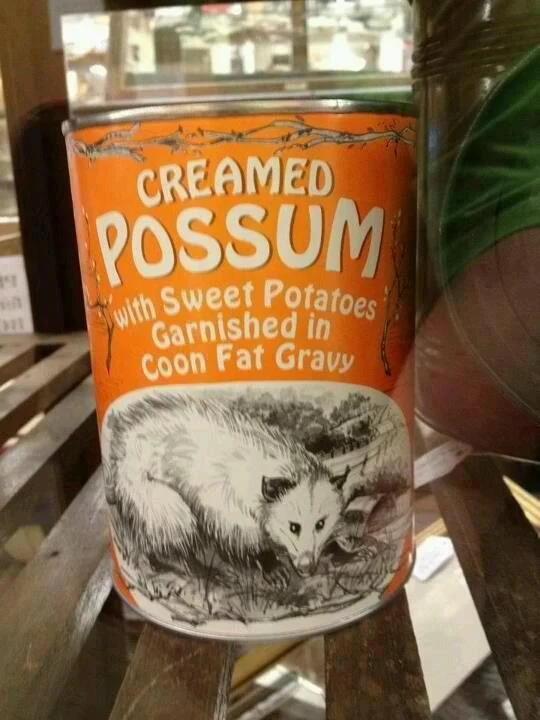 CREAMED
POSSUM
with Sweet Potatoes
Garnished in
Coon Fat Gravy